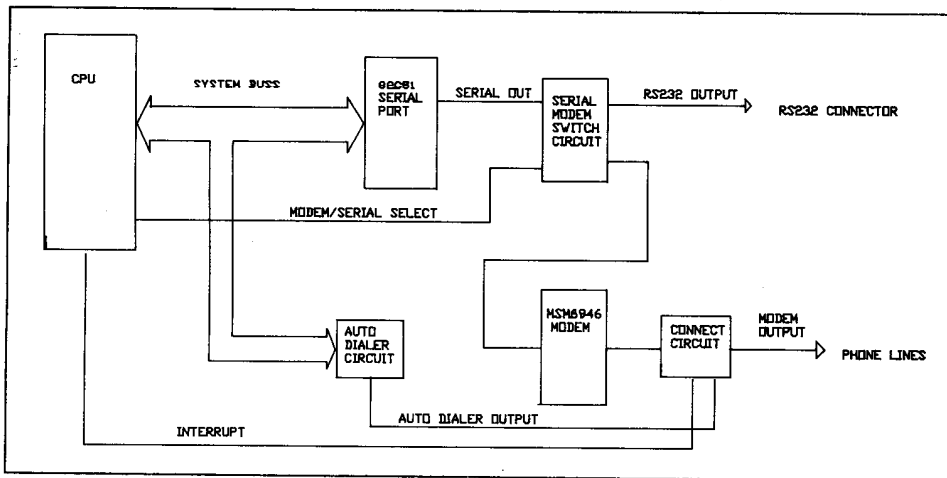 CPU
SYSTEM BUSS
82C51
SERIAL
PORT
SERIAL OUT
SERIAL
MODEM
SWITCH
CIRCUIT
RS232 OUTPUT
RS232 CONNECTOR
MODEM/SERIAL SELECT
AUTO
DIALER
CIRCUIT
MSM6946
MODEM
CONNECT
CIRCUIT
MODEM
OUTPUT
PHONE LINES
AUTO DIALER OUTPUT
INTERRUPT